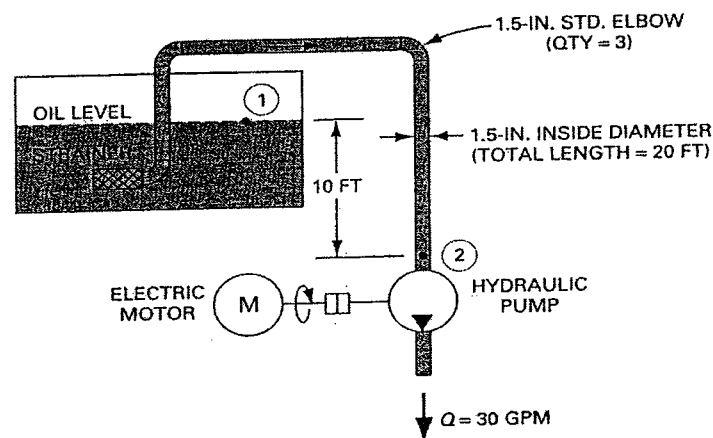 1.5-IN. STD. ELBOW
(QTY = 3)
OIL LEVEL
1
STRAINER
1.5-IN. INSIDE DIAMETER
(TOTAL LENGTH = 20 FT)
10 FT
2
ELECTRIC
MOTOR
M
HYDRAULIC
PUMP
Q = 30 GPM